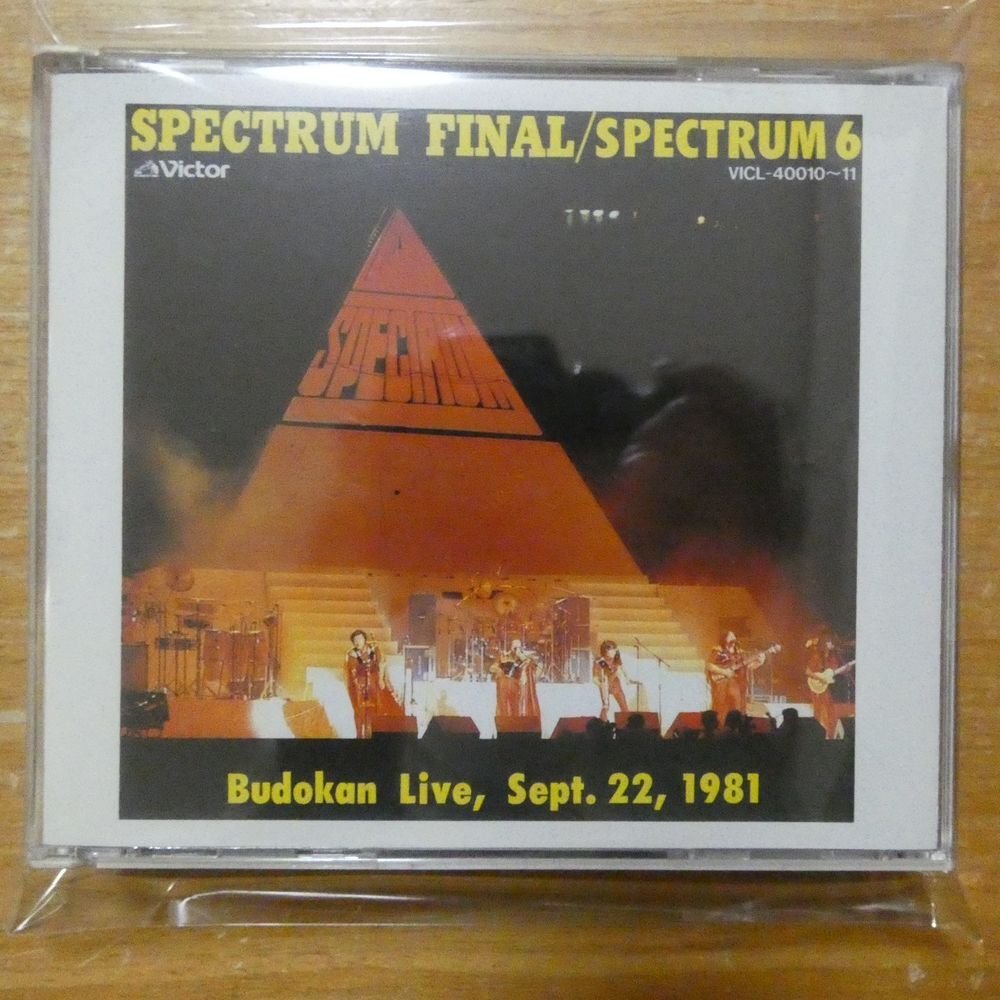 SPECTRUM FINAL/SPECTRUM 6
Victor
VICL-40010~11
SPECTRUM
Budokan Live, Sept. 22, 1981